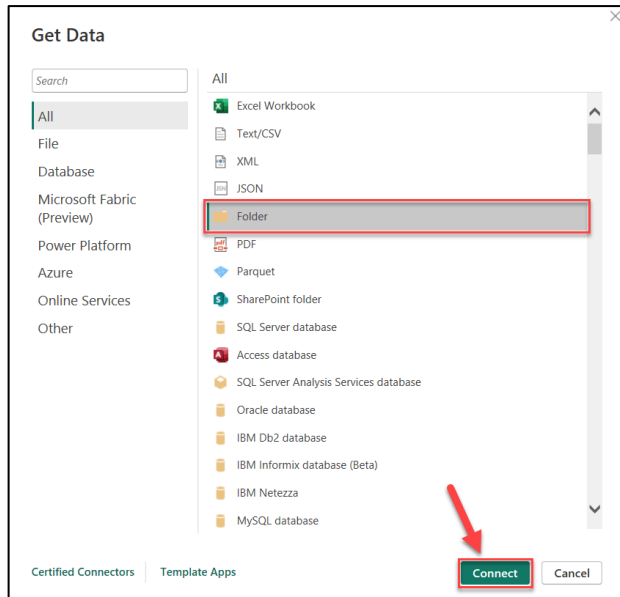 Get Data
Search
All
File
Database
Microsoft Fabric
(Preview)
Power Platform
Azure
Online Services
Other
All
Excel Workbook
Text/CSV
XML
JSON
Folder
PDF
Parquet
SharePoint folder
SQL Server database
Access database
SQL Server Analysis Services database
Oracle database
IBM Db2 database
IBM Informix database (Beta)
IBM Netezza
MySQL database
Certified Connectors
Template Apps
Connect
Cancel